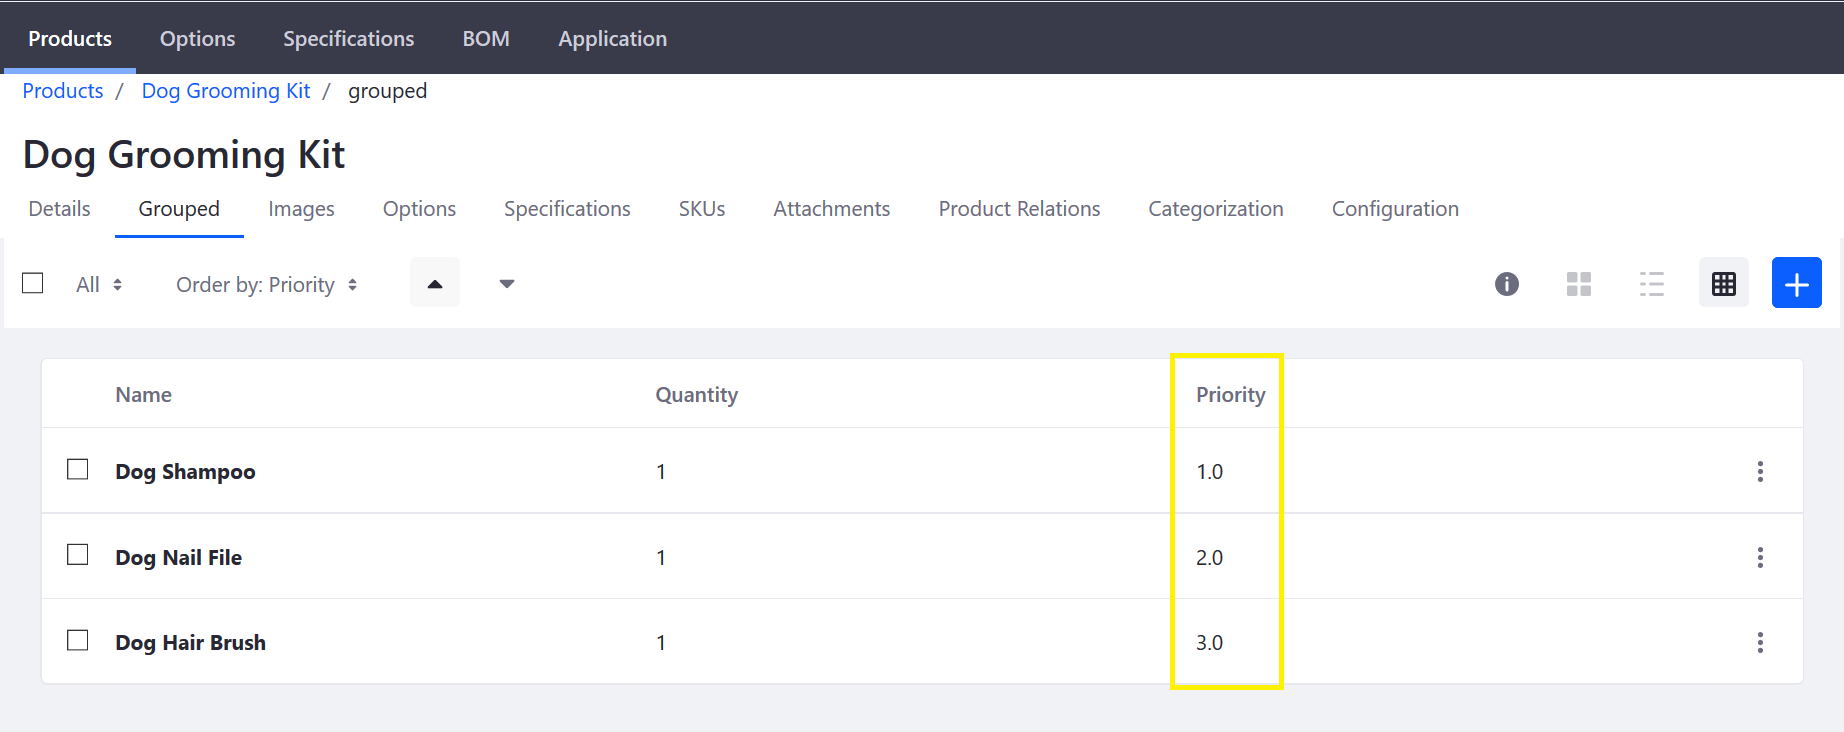 Products Options Specifications BOM Application
Products / Dog Grooming Kit / grouped
Dog Grooming Kit
Details Grouped Images Options Specifications SKUs Attachments Product Relations Categorization Configuration
All Order by: Priority
Name Quantity Priority
Dog Shampoo 1 1.0
Dog Nail File 1 2.0
Dog Hair Brush 1 3.0